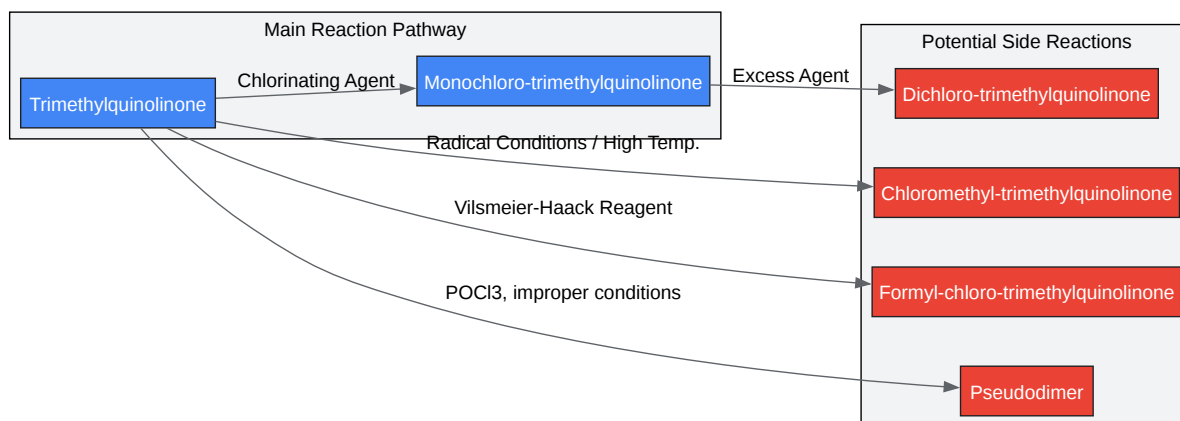 Main Reaction Pathway
Potential Side Reactions
Trimethylquinolinone
Chlorinating Agent
Monochloro-trimethylquinolinone
Excess Agent
Dichloro-trimethylquinolinone
Radical Conditions / High Temp.
Chloromethyl-trimethylquinolinone
Vilsmeier-Haack Reagent
Formyl-chloro-trimethylquinolinone
POCl3, improper conditions
Pseudodimer